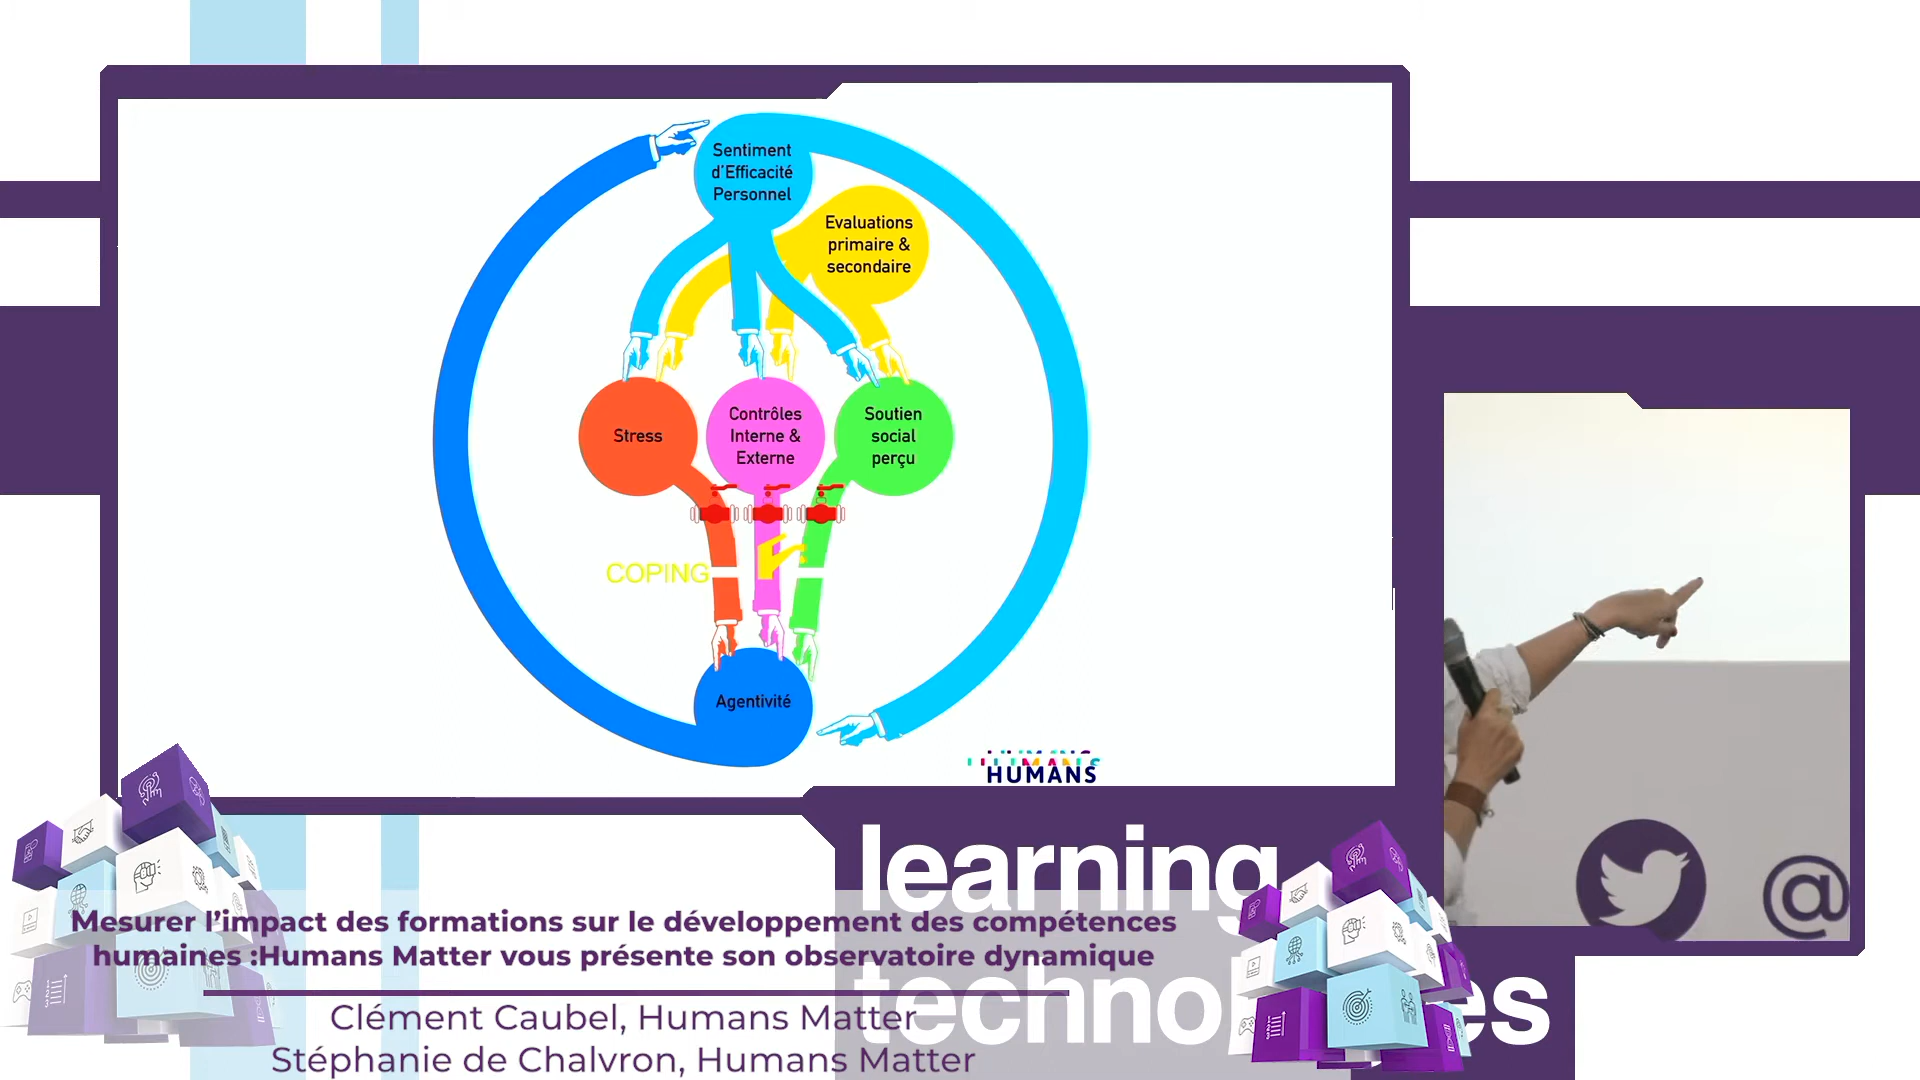 Sentiment
d'Efficacité
Personnel
Evaluations
primaire &
secondaire
Stress
Contrôles
Interne &
Externe
Soutien
social
perçu
COPING
Agentivité
HUMANS
learning
Mesurer l'impact des formations sur le développement des compétences
humaines :Humans Matter vous présente son observatoire dynamique
Clément Caubel, Humans Matter
Stéphanie de Chalvron, Humans Matter
@